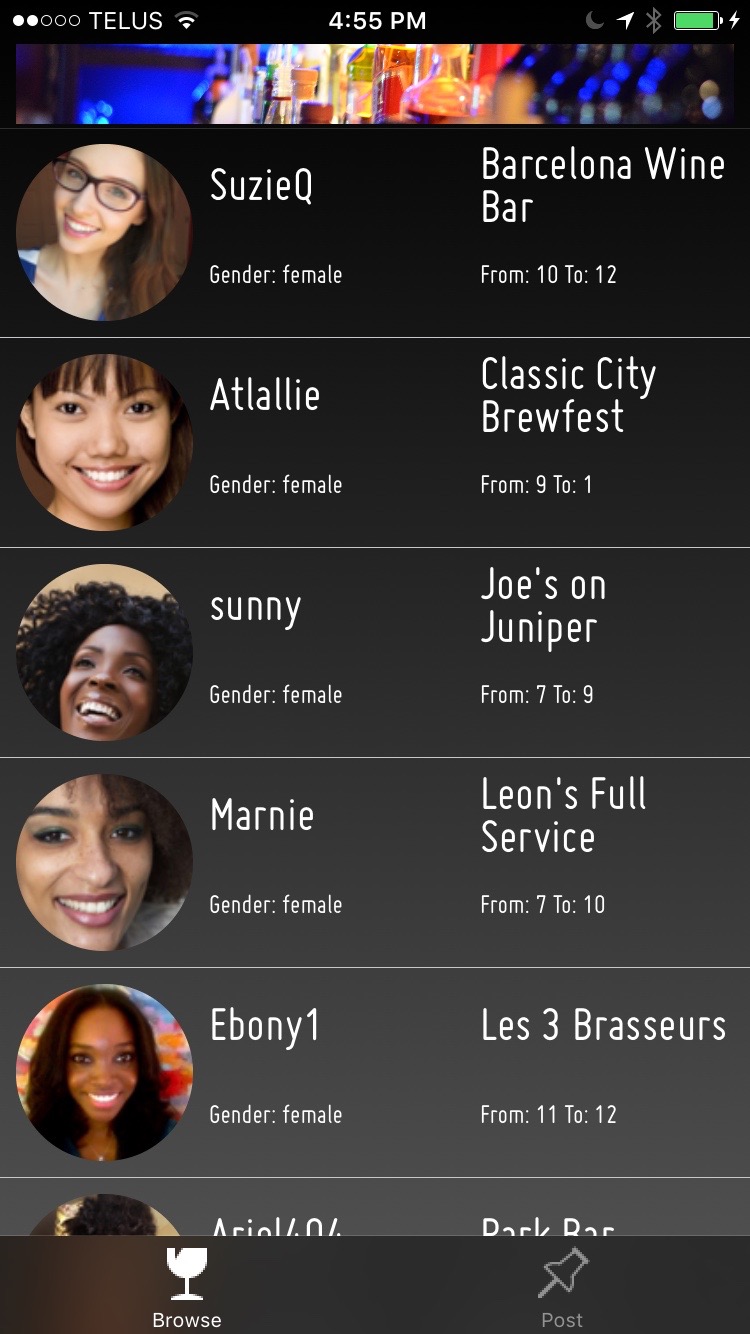 TELUS 4:55 PM
SuzieQ
Barcelona Wine
Bar
Gender: female
From: 10 To: 12
Atlallie
Classic City
Brewfest
Gender: female
From: 9 To: 1
sunny
Joe's on
Juniper
Gender: female
From: 7 To: 9
Marnie
Leon's Full
Service
Gender: female
From: 7 To: 10
Ebony1
Les 3 Brasseurs
Gender: female
From: 11 To: 12
Ariel404
Park Bar
Browse
Post